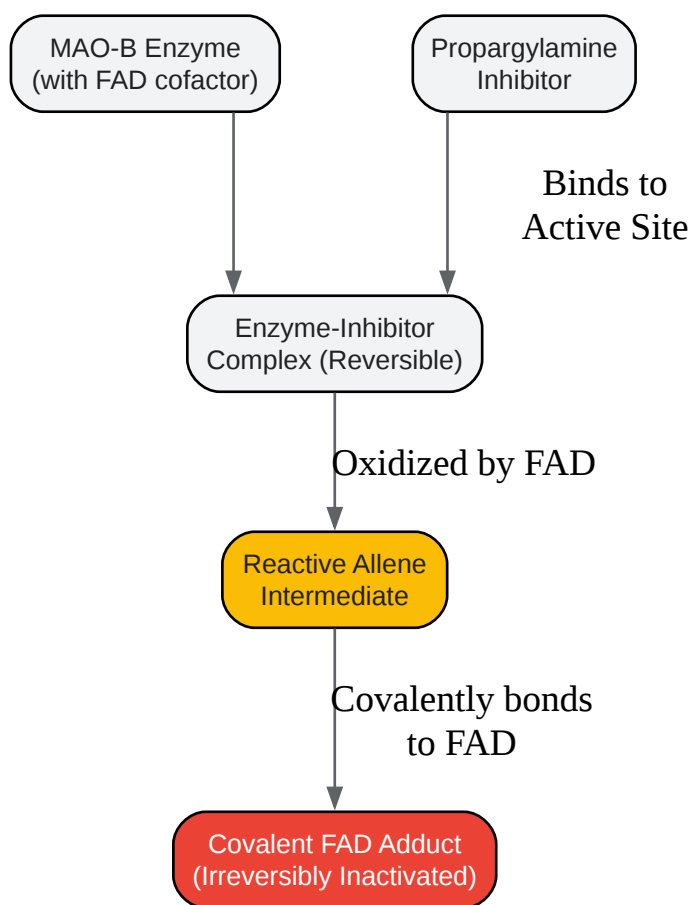 MAO-B Enzyme
(with FAD cofactor)
Propargylamine
Inhibitor
Binds to
Active Site
Enzyme-Inhibitor
Complex (Reversible)
Oxidized by FAD
Reactive Allene
Intermediate
Covalently bonds
to FAD
Covalent FAD Adduct
(Irreversibly Inactivated)